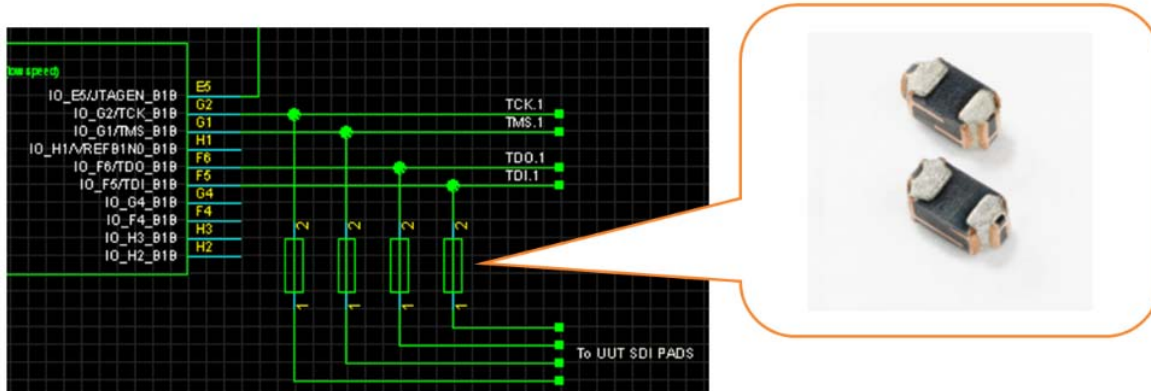 low speed)
IO_E5/JTAGEN_B1B E5
IO_G2/TCK_B1B G2 TCK.1
IO_G1/TMS_B1B G1 TMS.1
IO_H1/VREFB1N0_B1B H1
IO_F6/TDO_B1B F6 TDO.1
IO_F5/TDI_B1B F5 TDI.1
IO_G4_B1B G4
IO_F4_B1B F4
IO_H3_B1B H3
IO_H2_B1B H2
2 2 2 2
1 1 1 1
To UUT SDI PADS